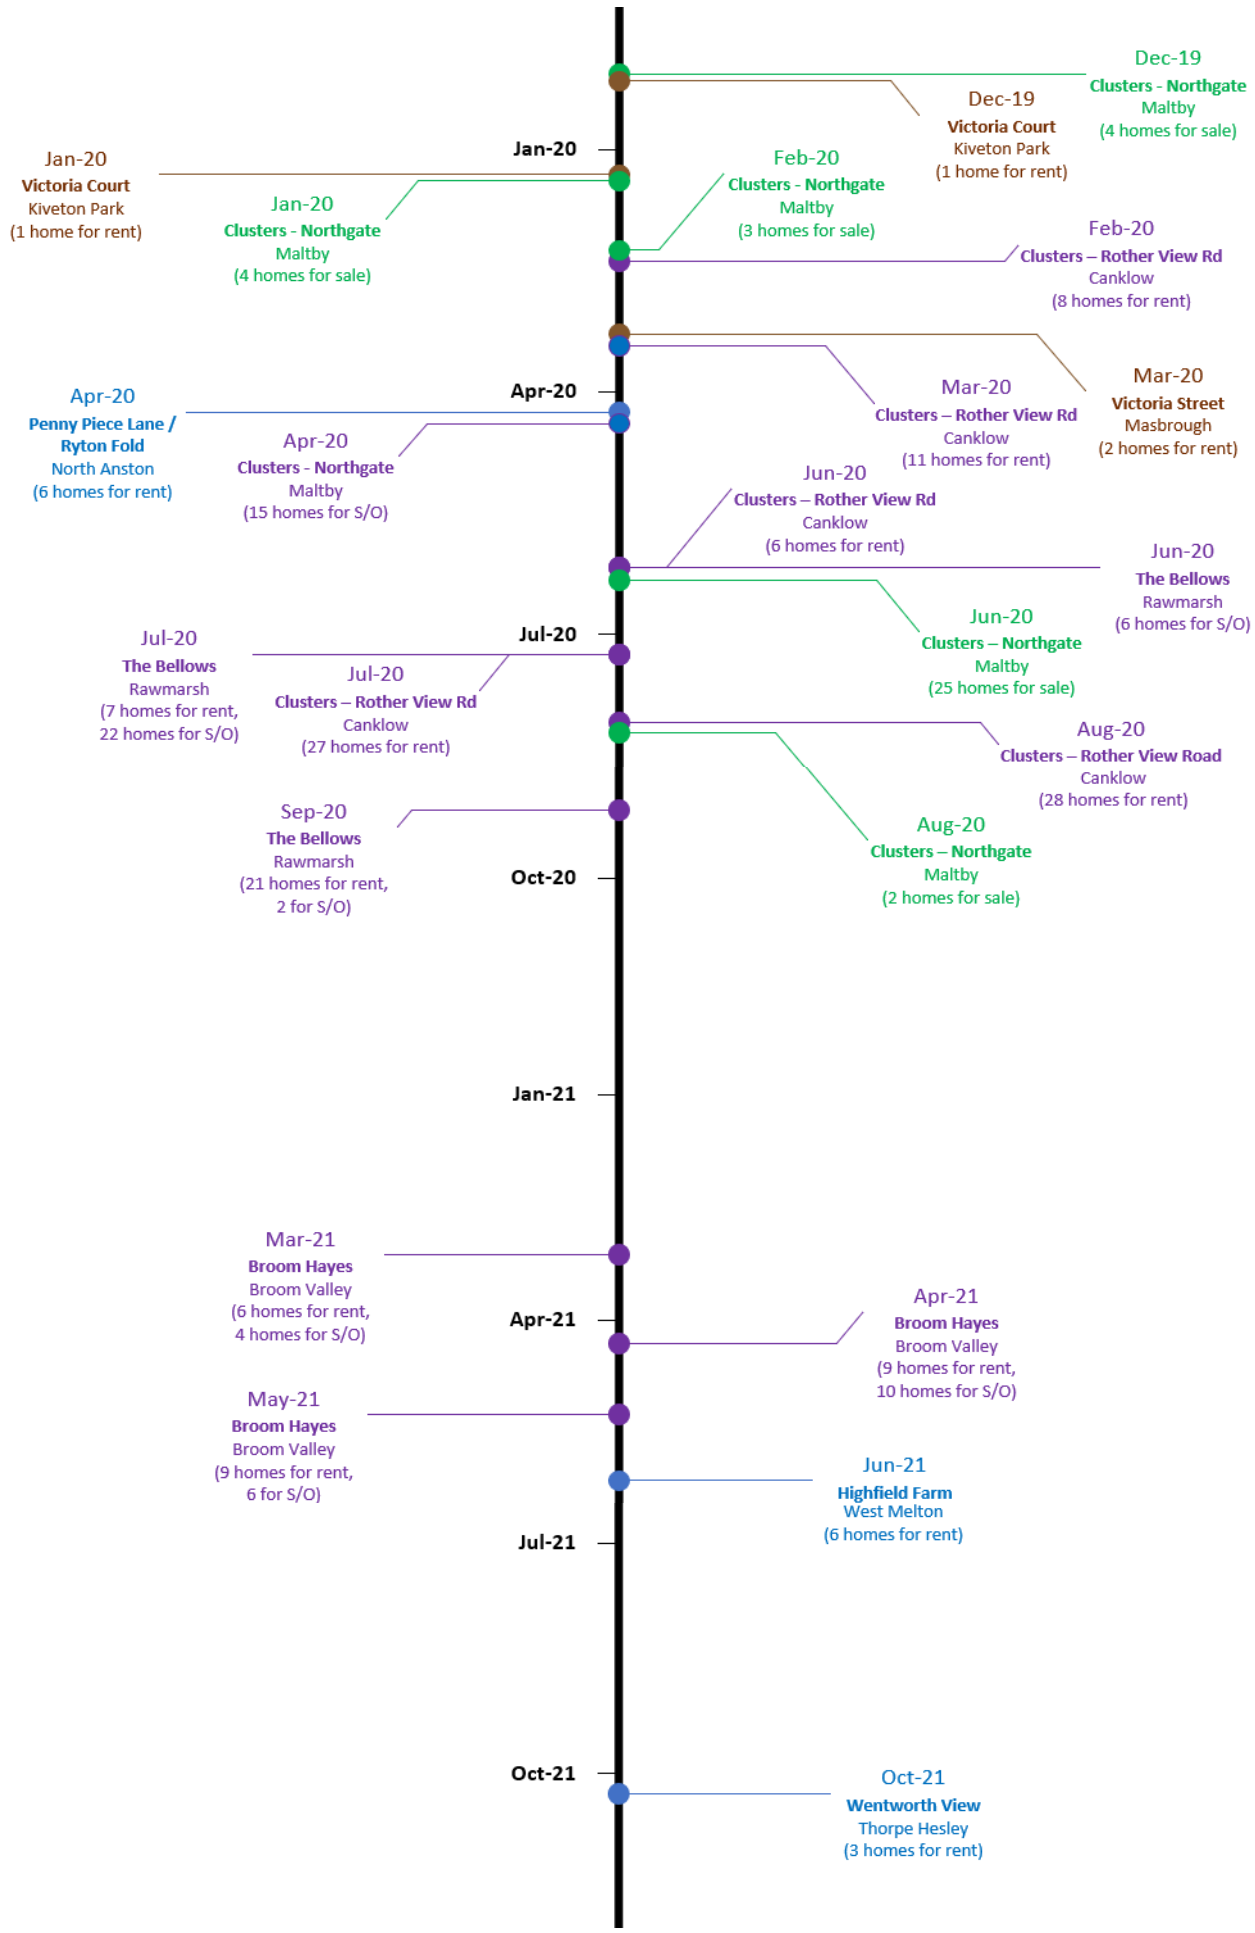 Dec-19
Clusters - Northgate
Maltby
(4 homes for sale)
Dec-19
Victoria Court
Kiveton Park
(1 home for rent)
Jan-20
Jan-20
Victoria Court
Kiveton Park
(1 home for rent)
Jan-20
Clusters - Northgate
Maltby
(4 homes for sale)
Feb-20
Clusters - Northgate
Maltby
(3 homes for sale)
Feb-20
Clusters – Rother View Rd
Canklow
(8 homes for rent)
Mar-20
Victoria Street
Masbrough
(2 homes for rent)
Mar-20
Clusters – Rother View Rd
Canklow
(11 homes for rent)
Apr-20
Apr-20
Penny Piece Lane /
Ryton Fold
North Anston
(6 homes for rent)
Apr-20
Clusters - Northgate
Maltby
(15 homes for S/O)
Jun-20
Clusters – Rother View Rd
Canklow
(6 homes for rent)
Jun-20
The Bellows
Rawmarsh
(6 homes for S/O)
Jun-20
Clusters – Northgate
Maltby
(25 homes for sale)
Jul-20
Jul-20
The Bellows
Rawmarsh
(7 homes for rent,
22 homes for S/O)
Jul-20
Clusters – Rother View Rd
Canklow
(27 homes for rent)
Aug-20
Clusters – Rother View Road
Canklow
(28 homes for rent)
Aug-20
Clusters – Northgate
Maltby
(2 homes for sale)
Sep-20
The Bellows
Rawmarsh
(21 homes for rent,
2 for S/O)
Oct-20
Jan-21
Mar-21
Broom Hayes
Broom Valley
(6 homes for rent,
4 homes for S/O)
Apr-21
Apr-21
Broom Hayes
Broom Valley
(9 homes for rent,
10 homes for S/O)
May-21
Broom Hayes
Broom Valley
(9 homes for rent,
6 for S/O)
Jun-21
Highfield Farm
West Melton
(6 homes for rent)
Jul-21
Oct-21
Oct-21
Wentworth View
Thorpe Hesley
(3 homes for rent)